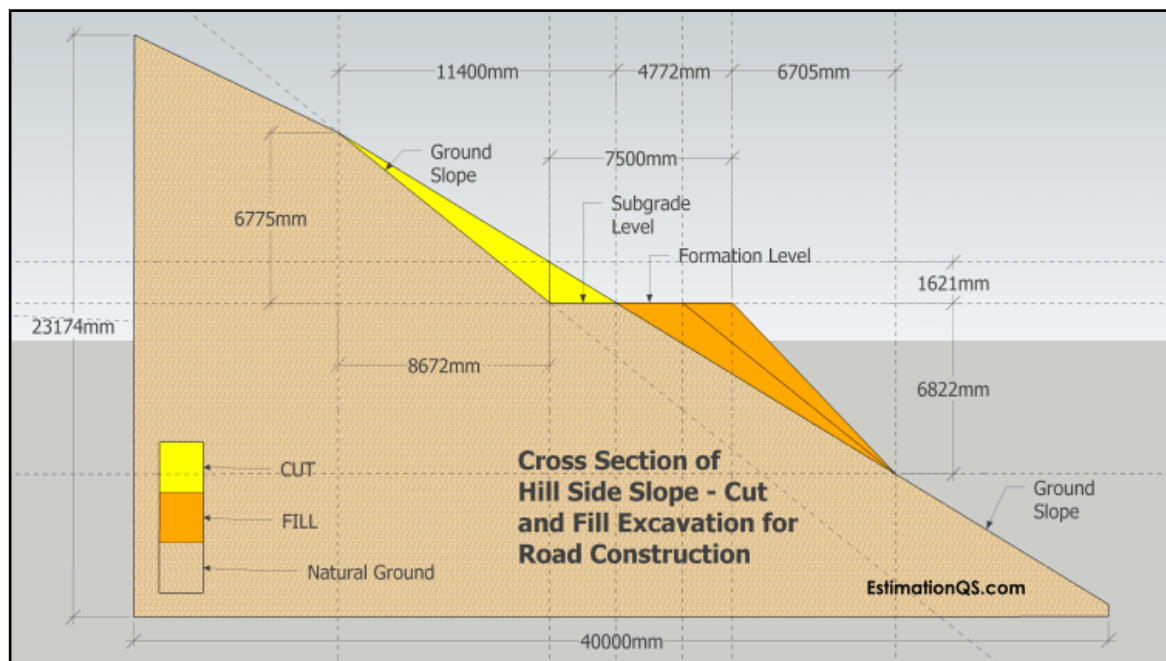 11400mm
4772mm
6705mm
Ground
Slope
7500mm
Subgrade
Level
6775mm
Formation Level
1621mm
23174mm
8672mm
6822mm
CUT
FILL
Natural Ground
Cross Section of
Hill Side Slope - Cut
and Fill Excavation for
Road Construction
Ground
Slope
EstimationQS.com
40000mm